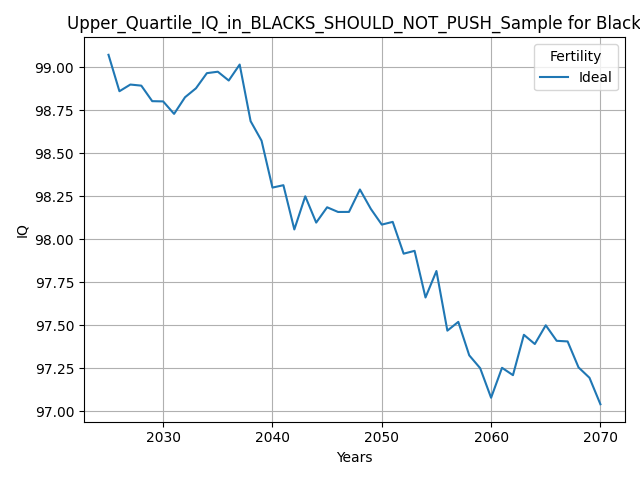 Upper_Quartile_IQ_in_BLACKS_SHOULD_NOT_PUSH_Sample for Black
Fertility
Ideal
99.00
98.75
98.50
98.25
98.00
97.75
97.50
97.25
97.00
IQ
2030 2040 2050 2060 2070
Years